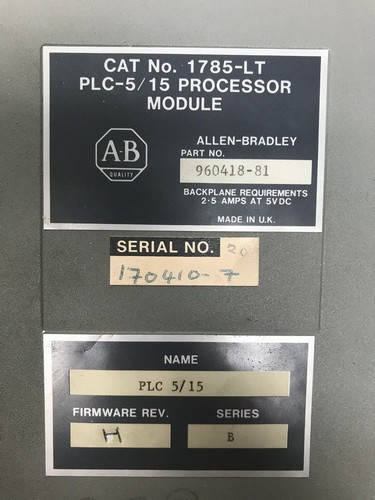 CAT No. 1785-LT
PLC-5/15 PROCESSOR
MODULE
A-B
QUALITY
ALLEN-BRADLEY
PART NO.
960418-81
BACKPLANE REQUIREMENTS
2·5 AMPS AT 5VDC
MADE IN U.K.
SERIAL NO.
170410-7
NAME
PLC 5/15
FIRMWARE REV. SERIES
H B